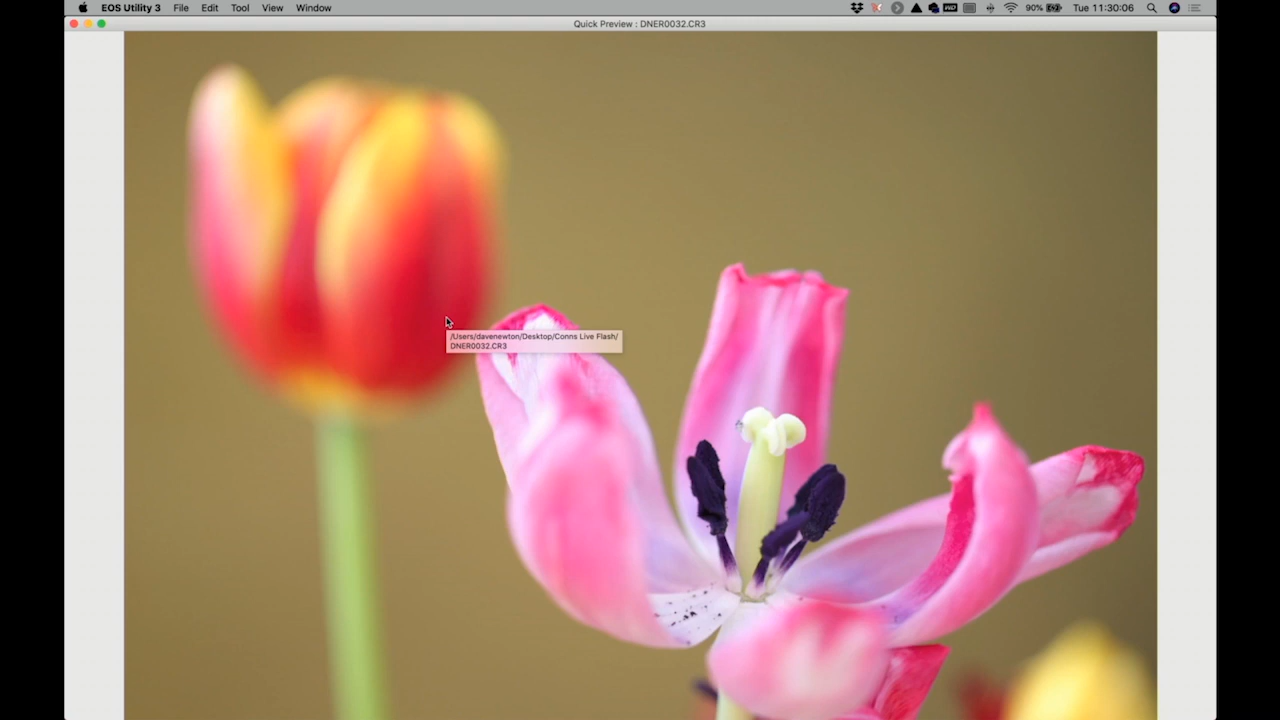 EOS Utility 3 File Edit Tool View Window 90% Tue 11:30:06
Quick Preview : DNER0032.CR3
/Users/davenewton/Desktop/Conns Live Flash/
DNER0032.CR3